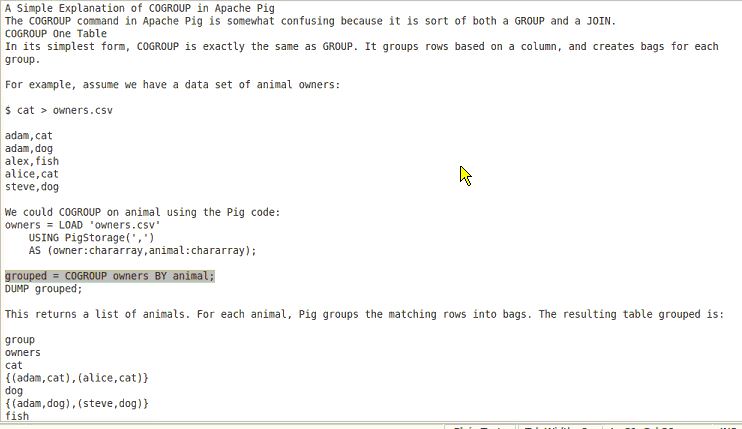 A Simple Explanation of COGROUP in Apache Pig
The COGROUP command in Apache Pig is somewhat confusing because it is sort of both a GROUP and a JOIN.
COGROUP One Table
In its simplest form, COGROUP is exactly the same as GROUP. It groups rows based on a column, and creates bags for each
group.
For example, assume we have a data set of animal owners:
$ cat > owners.csv
adam,cat
adam,dog
alex,fish
alice,cat
steve,dog
We could COGROUP on animal using the Pig code:
owners = LOAD 'owners.csv'
USING PigStorage(',')
AS (owner:chararray,animal:chararray);
grouped = COGROUP owners BY animal;
DUMP grouped;
This returns a list of animals. For each animal, Pig groups the matching rows into bags. The resulting table grouped is:
group
owners
cat
{(adam,cat),(alice,cat)}
dog
{(adam,dog),(steve,dog)}
fish